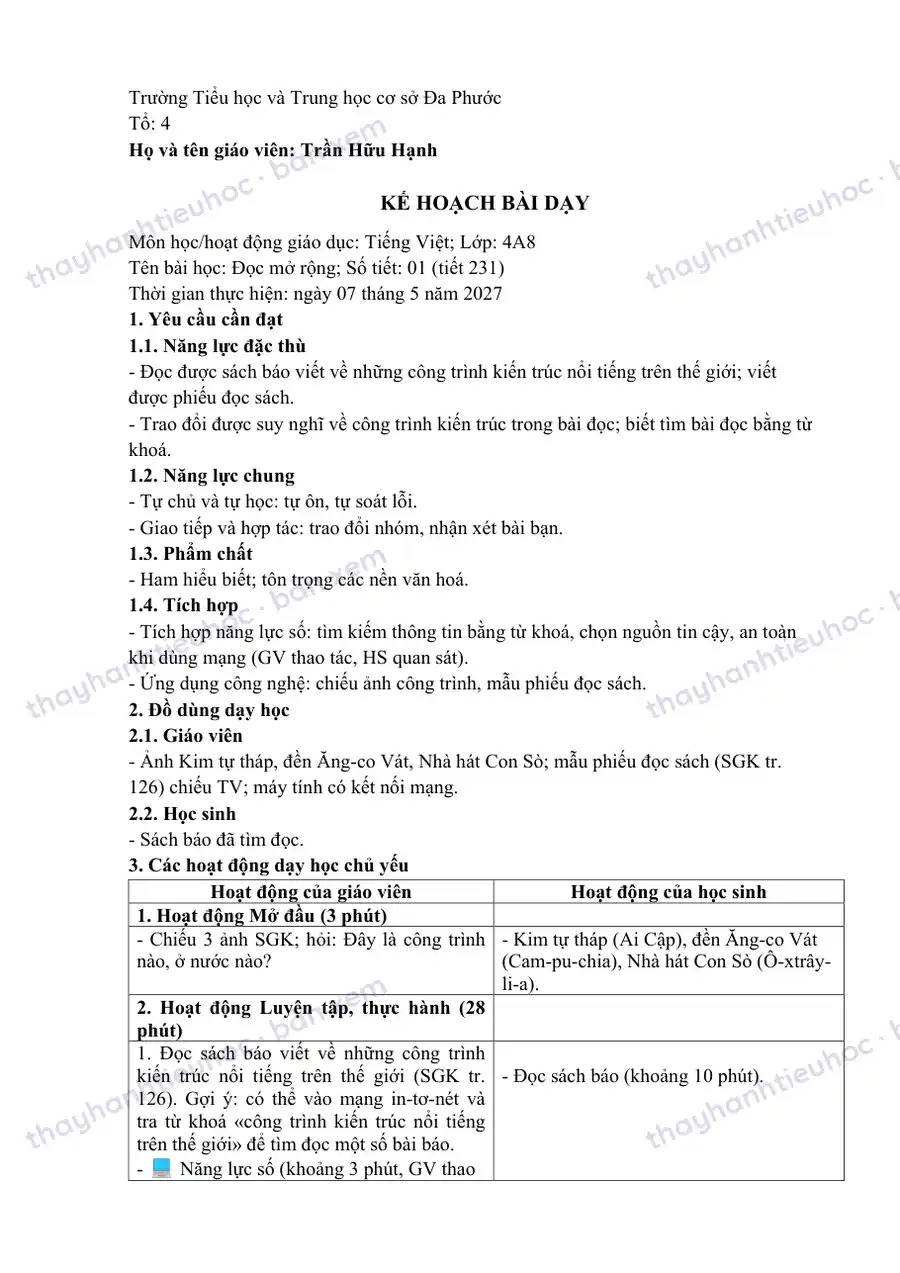 Trường Tiểu học và Trung học cơ sở Đa Phước
Tổ: 4
Họ và tên giáo viên: Trần Hữu Hạnh
KẾ HOẠCH BÀI DẠY
Môn học/hoạt động giáo dục: Tiếng Việt; Lớp: 4A8
Tên bài học: Đọc mở rộng; Số tiết: 01 (tiết 231)
Thời gian thực hiện: ngày 07 tháng 5 năm 2027
1. Yêu cầu cần đạt
1.1. Năng lực đặc thù
- Đọc được sách báo viết về những công trình kiến trúc nổi tiếng trên thế giới; viết
được phiếu đọc sách.
- Trao đổi được suy nghĩ về công trình kiến trúc trong bài đọc; biết tìm bài đọc bằng từ
khoá.
1.2. Năng lực chung
- Tự chủ và tự học: tự ôn, tự soát lỗi.
- Giao tiếp và hợp tác: trao đổi nhóm, nhận xét bài bạn.
1.3. Phẩm chất
- Ham hiểu biết; tôn trọng các nền văn hoá.
1.4. Tích hợp
- Tích hợp năng lực số: tìm kiếm thông tin bằng từ khoá, chọn nguồn tin cậy, an toàn
khi dùng mạng (GV thao tác, HS quan sát).
- Ứng dụng công nghệ: chiếu ảnh công trình, mẫu phiếu đọc sách.
2. Đồ dùng dạy học
2.1. Giáo viên
- Ảnh Kim tự tháp, đền Ăng-co Vát, Nhà hát Con Sò; mẫu phiếu đọc sách (SGK tr.
126) chiếu TV; máy tính có kết nối mạng.
2.2. Học sinh
- Sách báo đã tìm đọc.
3. Các hoạt động dạy học chủ yếu
Hoạt động của giáo viên
Hoạt động của học sinh
1. Hoạt động Mở đầu (3 phút)
- Chiếu 3 ảnh SGK; hỏi: Đây là công trình
nào, ở nước nào?
- Kim tự tháp (Ai Cập), đền Ăng-co Vát
(Cam-pu-chia), Nhà hát Con Sò (Ô-xtrây-
li-a).
2. Hoạt động Luyện tập, thực hành (28
phút)
1. Đọc sách báo viết về những công trình
kiến trúc nổi tiếng trên thế giới (SGK tr.
126). Gợi ý: có thể vào mạng in-tơ-nét và
tra từ khoá «công trình kiến trúc nổi tiếng
trên thế giới» để tìm đọc một số bài báo.
- Năng lực số (khoảng 3 phút, GV thao
- Đọc sách báo (khoảng 10 phút).
thayhanhtieuhoc · bản xem
thayhanhtieuhoc · b
thayhanhtieuhoc · bản xem
thayhanhtieuhoc · b
thayhanhtieuhoc · bản xem
thayhanhtieuhoc · b